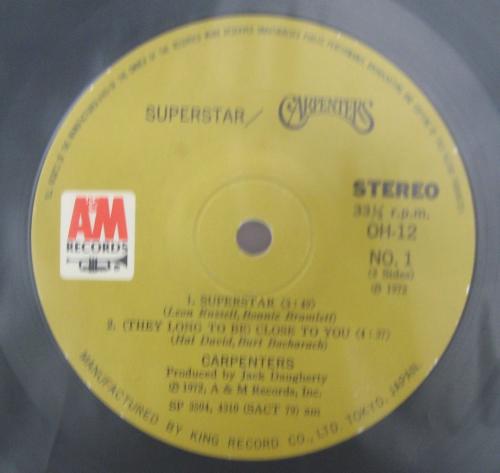 SUPERSTAR/ CARPENTERS
STEREO
33⅓ r.p.m.
OH-12
NO. 1
(2 Sides)
℗ 1972
A&M
RECORDS
1. SUPERSTAR (3:49)
(Leon Russell, Bonnie Bramlett)
2. (THEY LONG TO BE) CLOSE TO YOU (4:37)
(Hal David, Burt Bacharach)
CARPENTERS
Produced by Jack Daugherty
℗ 1972, A & M Records, Inc.
MANUFACTURED BY KING RECORD CO., LTD. TOKYO, JAPAN.